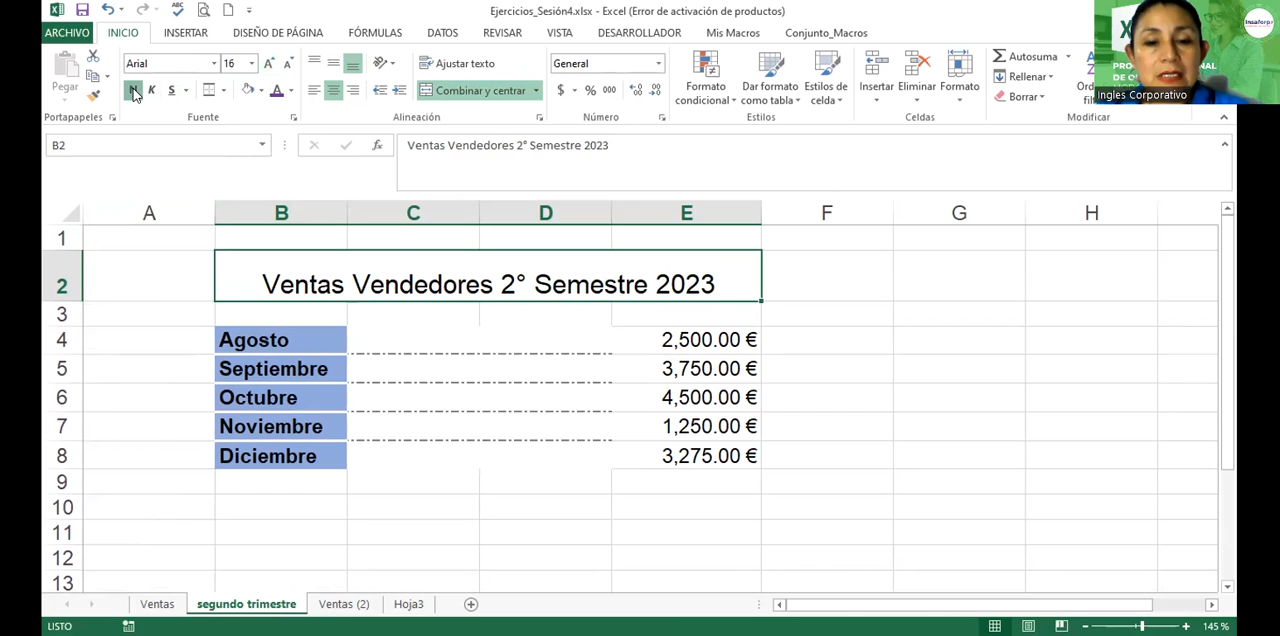 Ejercicios_Sesión4.xlsx - Excel (Error de activación de productos)
ARCHIVO INICIO INSERTAR DISEÑO DE PÁGINA FÓRMULAS DATOS REVISAR VISTA DESARROLLADOR Mis Macros Conjunto_Macros
Pegar
Arial 16
N K S
Ajustar texto
Combinar y centrar
General
$ % 000
Formato condicional
Dar formato como tabla
Estilos de celda
Insertar Eliminar Formato
Autosuma
Rellenar
Borrar
Portapapeles Fuente Alineación Número Estilos Celdas Modificar
Ingles Corporativo
Insaforp
B2
fx
Ventas Vendedores 2° Semestre 2023
A B C D E F G H
1
2 Ventas Vendedores 2° Semestre 2023
3
4 Agosto 2,500.00 €
5 Septiembre 3,750.00 €
6 Octubre 4,500.00 €
7 Noviembre 1,250.00 €
8 Diciembre 3,275.00 €
9
10
11
12
13
Ventas segundo trimestre Ventas (2) Hoja3
LISTO
145 %